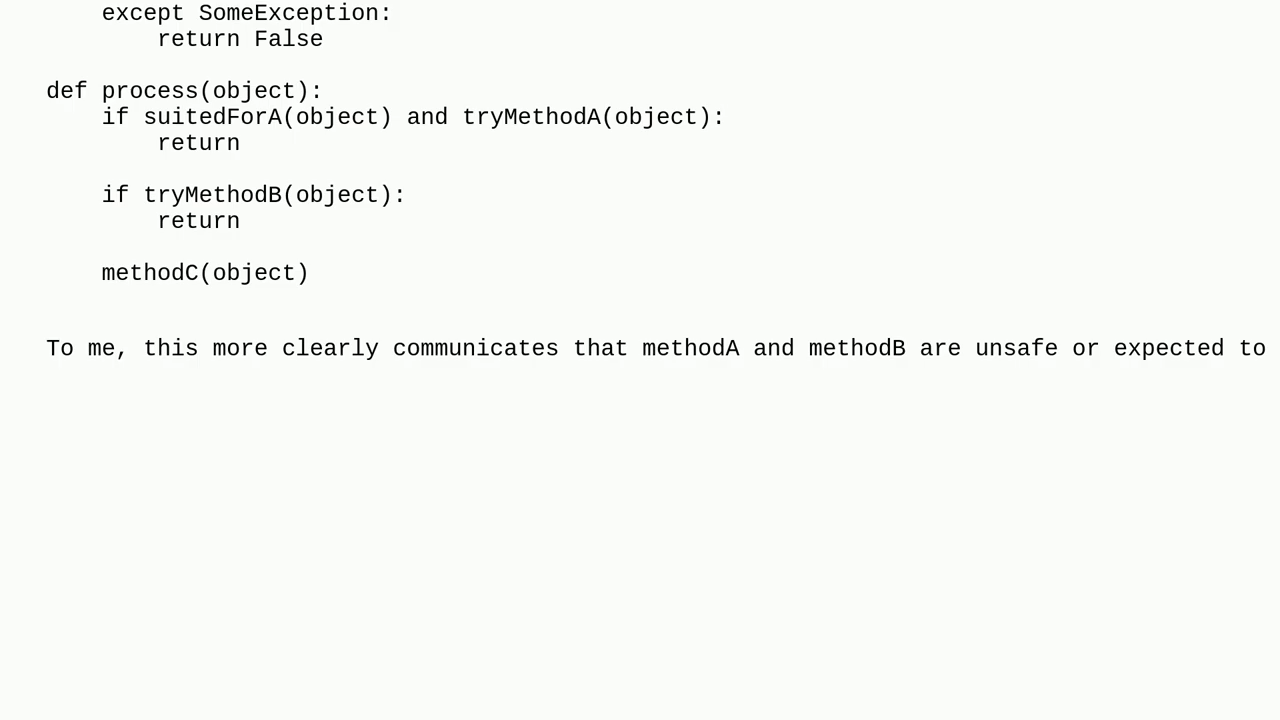 except SomeException:
        return False
def process(object):
    if suitedForA(object) and tryMethodA(object):
        return
    if tryMethodB(object):
        return
    methodC(object)
To me, this more clearly communicates that methodA and methodB are unsafe or expected to